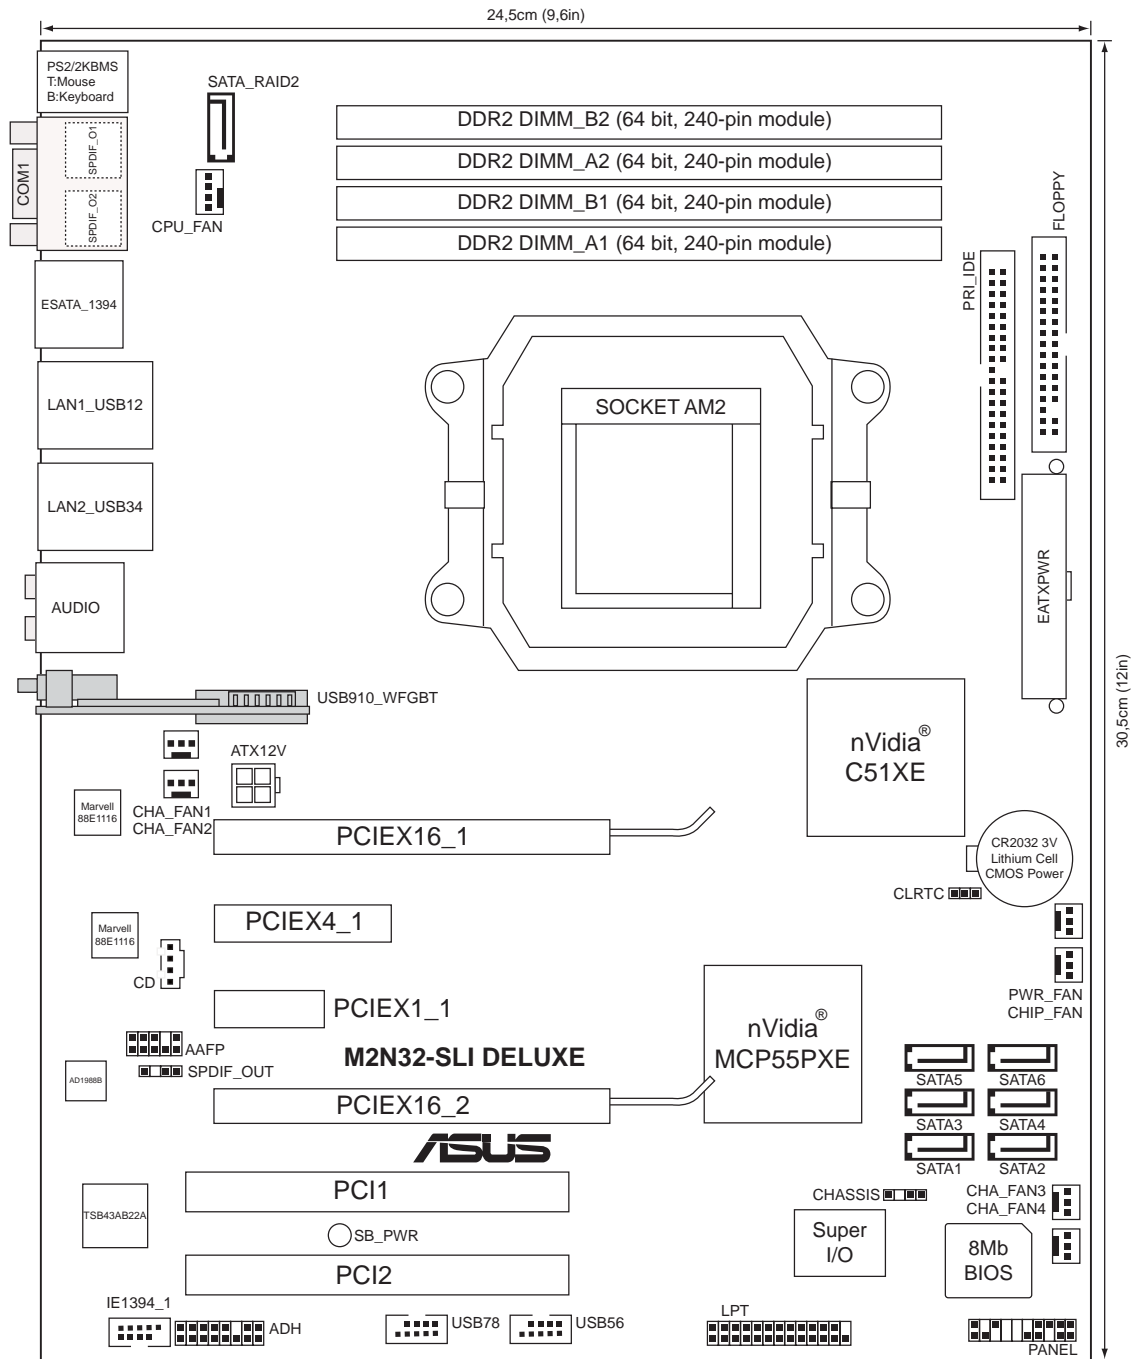 24,5cm (9,6in)
PS2/2KBMS
T:Mouse
B:Keyboard
SATA_RAID2
DDR2 DIMM_B2 (64 bit, 240-pin module)
DDR2 DIMM_A2 (64 bit, 240-pin module)
DDR2 DIMM_B1 (64 bit, 240-pin module)
DDR2 DIMM_A1 (64 bit, 240-pin module)
SPDIF_O1
COM1
SPDIF_O2
CPU_FAN
FLOPPY
PRI_IDE
ESATA_1394
LAN1_USB12
SOCKET AM2
LAN2_USB34
EATXPWR
AUDIO
30,5cm (12in)
USB910_WFGBT
nVidia®
C51XE
ATX12V
Marvell
88E1116
CHA_FAN1
CHA_FAN2
PCIEX16_1
CR2032 3V
Lithium Cell
CMOS Power
CLRTC
PCIEX4_1
Marvell
88E1116
CD
PWR_FAN
CHIP_FAN
PCIEX1_1
nVidia®
MCP55PXE
AAFP
M2N32-SLI DELUXE
SPDIF_OUT
AD1988B
SATA5
SATA6
PCIEX16_2
SATA3
SATA4
ASUS
SATA1
SATA2
PCI1
CHASSIS
CHA_FAN3
CHA_FAN4
TSB43AB22A
SB_PWR
Super
I/O
8Mb
BIOS
PCI2
IE1394_1
ADH
USB78
USB56
LPT
PANEL